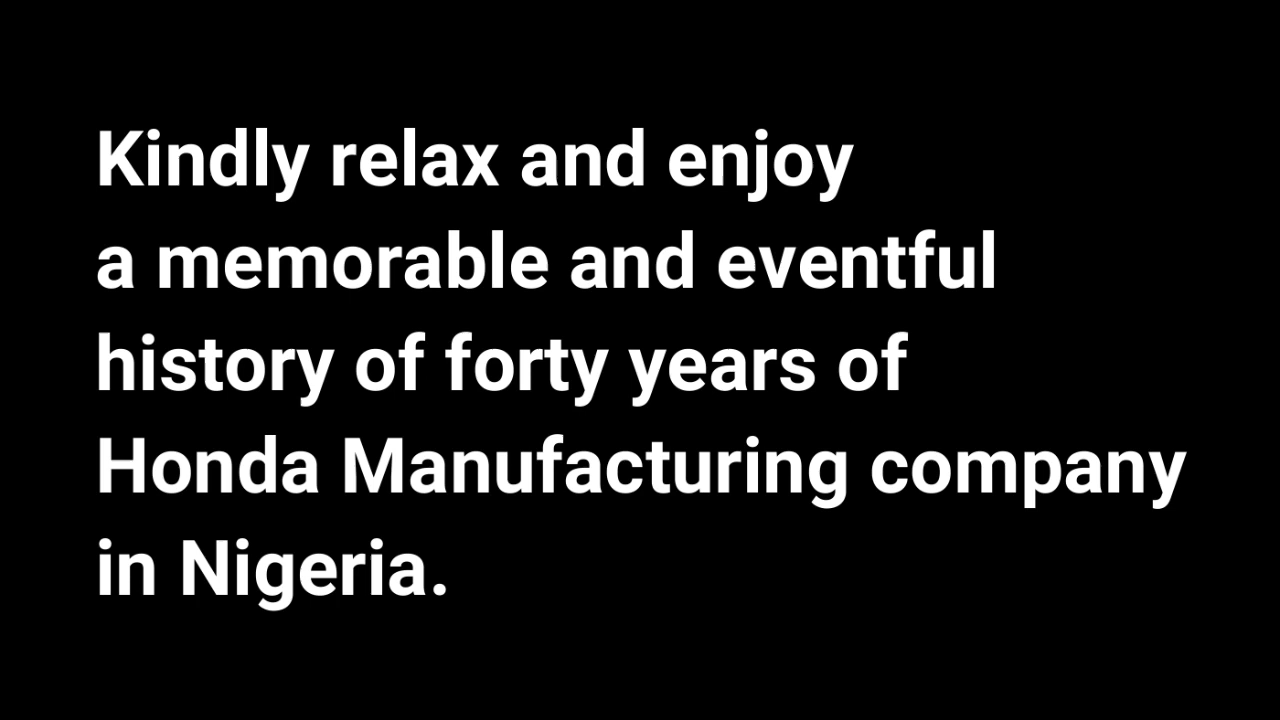 Kindly relax and enjoy
a memorable and eventful
history of forty years of
Honda Manufacturing company
in Nigeria.